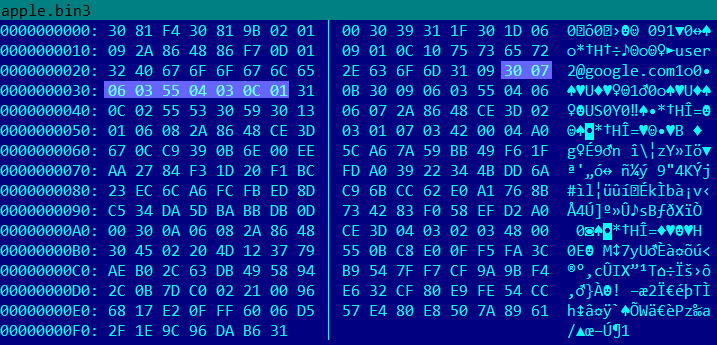 apple.bin3
0000000000: 30 81 F4 30 81 9B 02 01 | 00 30 39 31 1F 30 1D 06 0⍰ô0⍰›☻☺ 091▼0↔♠
0000000010: 09 2A 86 48 86 F7 0D 01 | 09 01 0C 10 75 73 65 72 o*†H†÷♪☺o☺♀►user
0000000020: 32 40 67 6F 6F 67 6C 65 | 2E 63 6F 6D 31 09 30 07 2@google.com1o0•
0000000030: 06 03 55 04 03 0C 01 31 | 0B 30 09 06 03 55 04 06 ♠♥U♦♥♀☺1♂0o♠♥U♦♠
0000000040: 0C 02 55 53 30 59 30 13 | 06 07 2A 86 48 CE 3D 02 ♀☻US0Y0‼♠•*†HÎ=☻
0000000050: 01 06 08 2A 86 48 CE 3D | 03 01 07 03 42 00 04 A0 ☺♠◘*†HÎ=♥☺•♥B ♦
0000000060: 67 0C C9 39 0B 6E 00 EE | 5C A6 7A 59 BB 49 F6 1F g♀É9♂n î\¦zY»Iö▼
0000000070: AA 27 84 F3 1D 20 F1 BC | FD A0 39 22 34 4B DD 6A ª'„ó↔ ñ¼ý 9"4KÝj
0000000080: 23 EC 6C A6 FC FB ED 8D | C9 6B CC 62 E0 A1 76 8B #ìl¦üûí⍰ÉkÌbà¡v‹
0000000090: C5 34 DA 5D BA BB DB 0D | 73 42 83 F0 58 EF D2 A0 Å4Ú]º»Û♪sBƒðXïÒ
00000000A0: 00 30 0A 06 08 2A 86 48 | CE 3D 04 03 02 03 48 00 0◙♠◘*†HÎ=♦♥☻♥H
00000000B0: 30 45 02 20 4D 12 37 79 | 55 0B C8 E0 0F F5 FA 3C 0E☻ M↕7yU♂Èà☼õú<
00000000C0: AE B0 2C 63 DB 49 58 94 | B9 54 7F F7 CF 9A 9B F4 ®°,cÛIX”¹T⌂÷Ïš›ô
00000000D0: 2C 0B 7D C0 02 21 00 96 | E6 32 CF 80 E9 FE 54 CC ,♂}À☻! –æ2Ï€éþTÌ
00000000E0: 68 17 E2 0F FF 60 06 D5 | 57 E4 80 E8 50 7A 89 61 h↨â☼ÿ`♠ÕWä€èPz‰a
00000000F0: 2F 1E 9C 96 DA B6 31 | /▲œ–Ú¶1